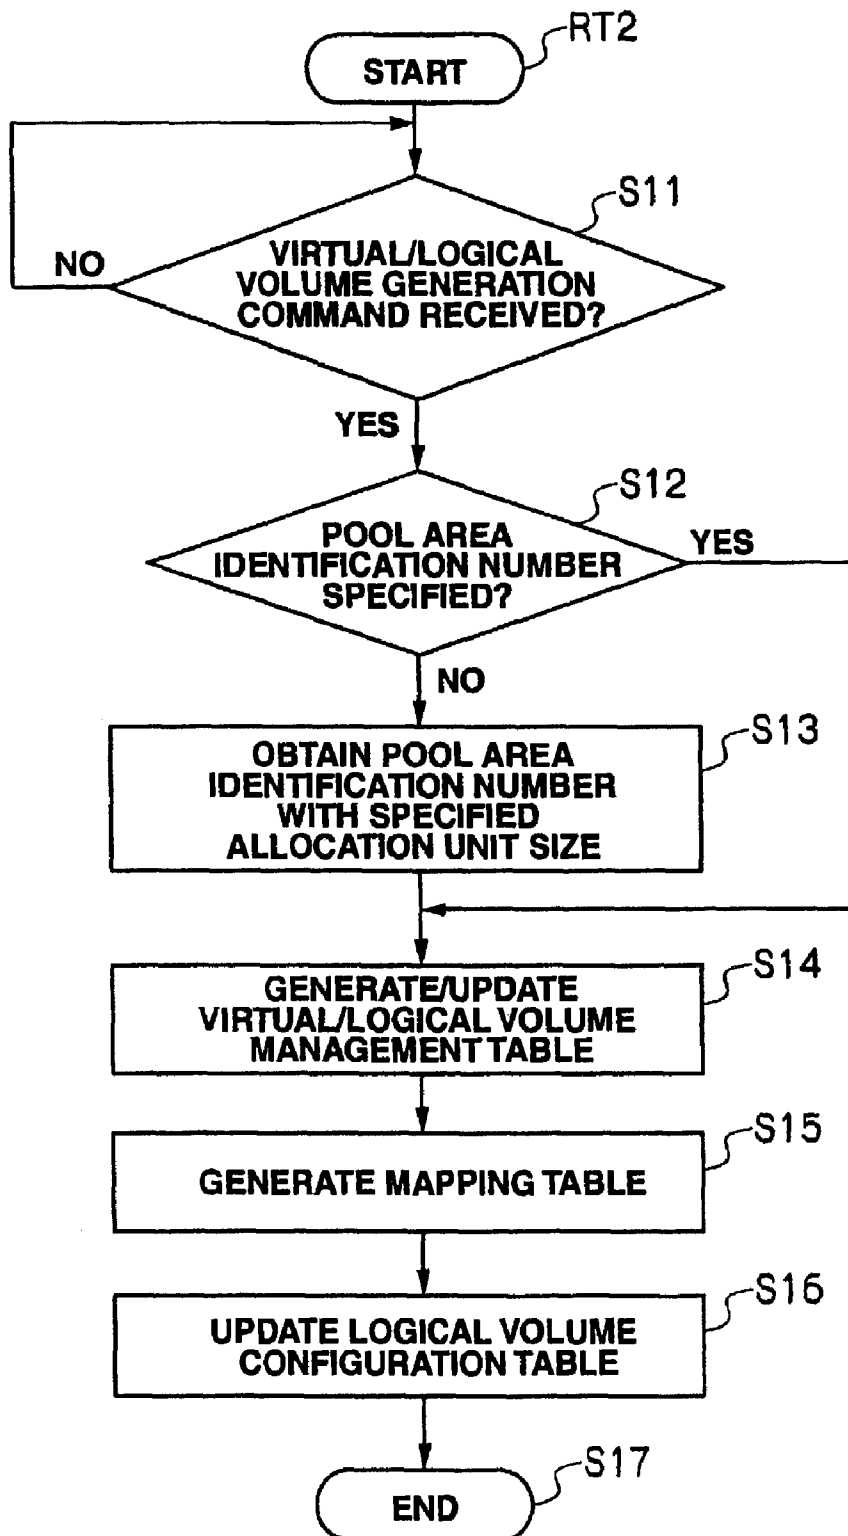 RT2
START
S11
NO
VIRTUAL/LOGICAL
VOLUME GENERATION
COMMAND RECEIVED?
YES
S12
POOL AREA
IDENTIFICATION NUMBER
SPECIFIED?
YES
NO
S13
OBTAIN POOL AREA
IDENTIFICATION NUMBER
WITH SPECIFIED
ALLOCATION UNIT SIZE
S14
GENERATE/UPDATE
VIRTUAL/LOGICAL VOLUME
MANAGEMENT TABLE
S15
GENERATE MAPPING TABLE
S16
UPDATE LOGICAL VOLUME
CONFIGURATION TABLE
S17
END